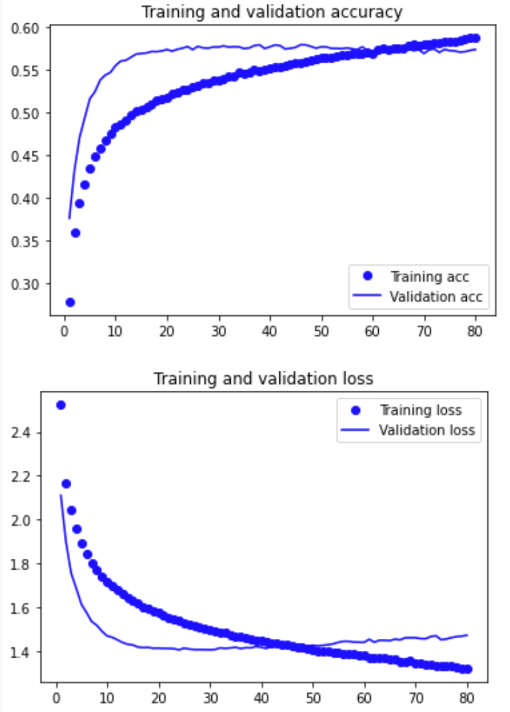 Training and validation accuracy
0.60
0.55
0.50
0.45
0.40
0.35
0.30
Training acc
Validation acc
0 10 20 30 40 50 60 70 80
Training and validation loss
Training loss
Validation loss
2.4
2.2
2.0
1.8
1.6
1.4
0 10 20 30 40 50 60 70 80